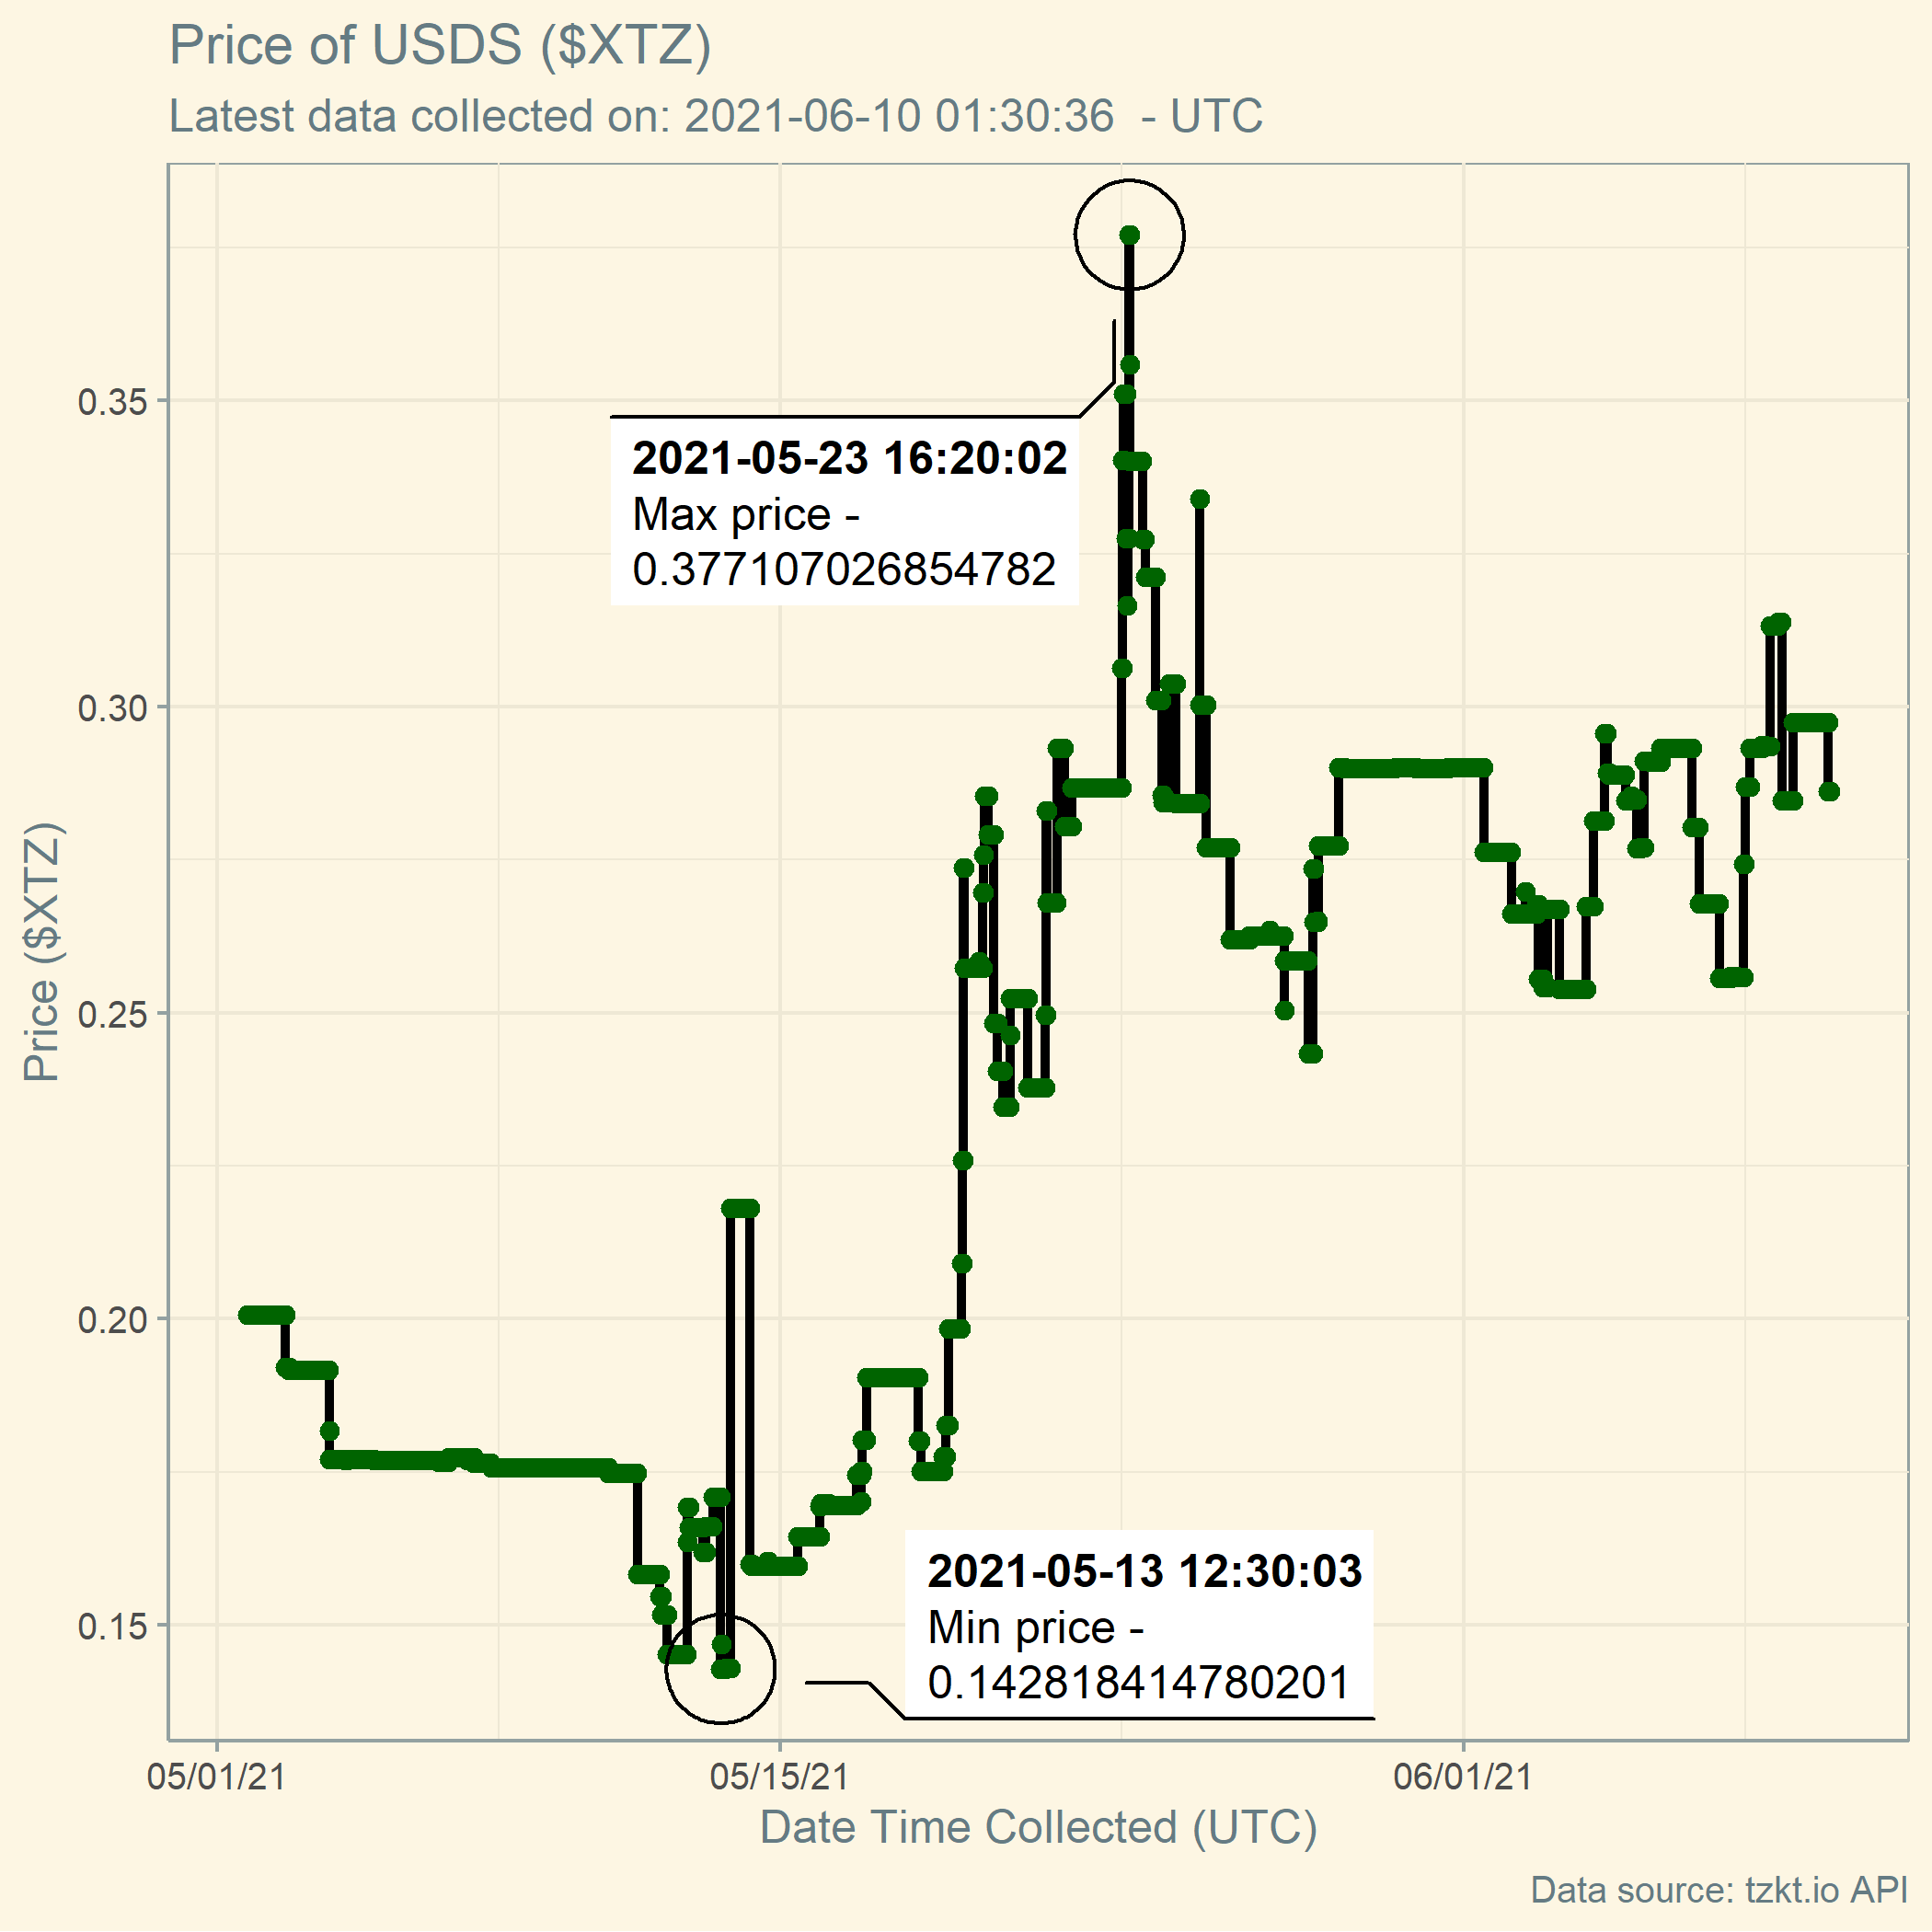 Price of USDS ($XTZ)
Latest data collected on: 2021-06-10 01:30:36  - UTC
Price ($XTZ)
0.35
0.30
0.25
0.20
0.15
2021-05-23 16:20:02
Max price -
0.377107026854782
2021-05-13 12:30:03
Min price -
0.142818414780201
05/01/21
05/15/21
06/01/21
Date Time Collected (UTC)
Data source: tzkt.io API